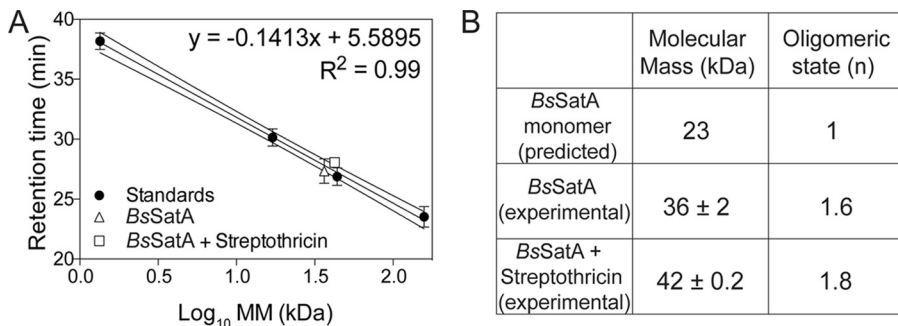 A
y = -0.1413x + 5.5895
R2 = 0.99
Retention time (min)
40
35
30
25
20
Standards
BsSatA
BsSatA + Streptothricin
0.0
0.5
1.0
1.5
2.0
Log10 MM (kDa)
B
Molecular
Mass (kDa)
Oligomeric
state (n)
BsSatA
monomer
(predicted)
23
1
BsSatA
(experimental)
36 ± 2
1.6
BsSatA +
Streptothricin
(experimental)
42 ± 0.2
1.8